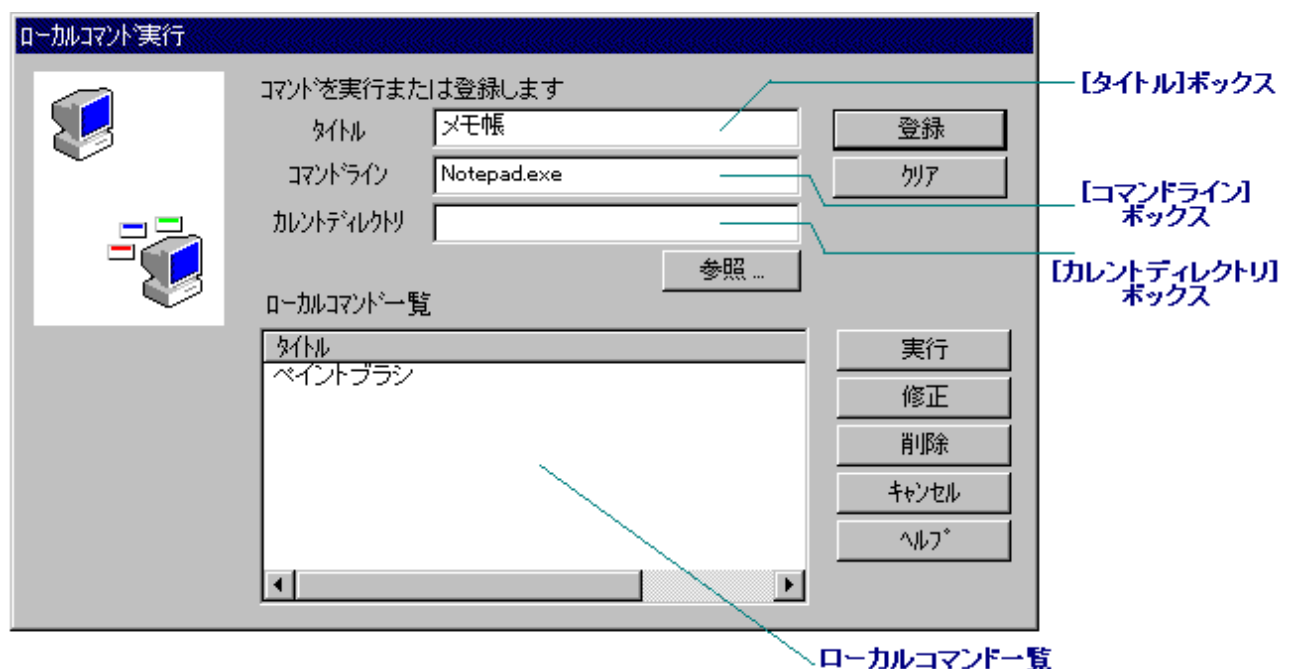 ローカルコマンド実行
コマンドを実行または登録します
[タイトル]ボックス
タイトル
メモ帳
登録
コマンドライン
Notepad.exe
クリア
[コマンドライン]
ボックス
カレントディレクトリ
参照 ...
[カレントディレクトリ]
ボックス
ローカルコマンド一覧
タイトル
ペイントブラシ
実行
修正
削除
キャンセル
ヘルプ
ローカルコマンド一覧